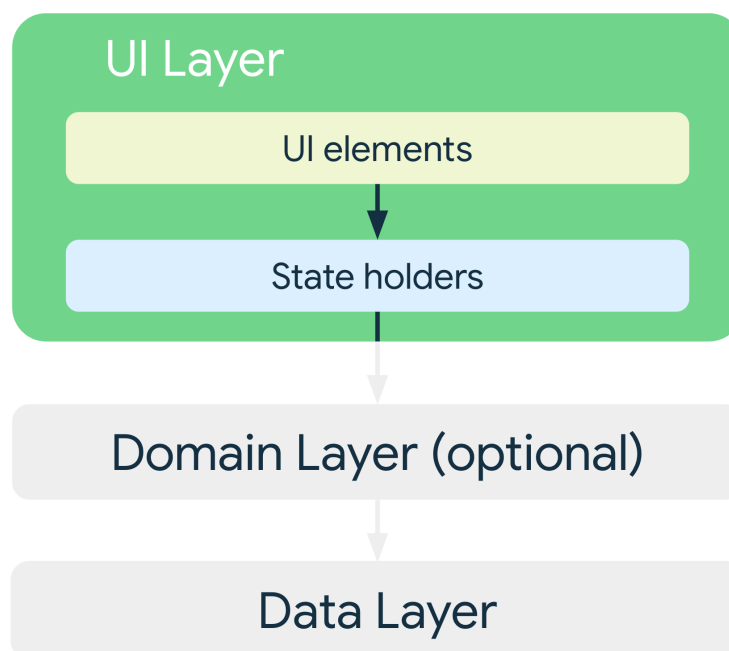 UI Layer
UI elements
State holders
Domain Layer (optional)
Data Layer